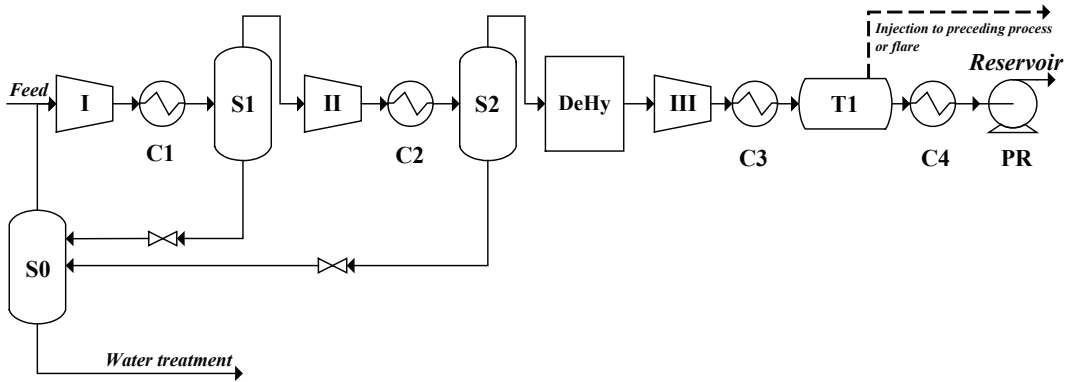 Injection to preceding process
or flare
Reservoir
Feed
I
S1
II
S2
DeHy
III
T1
C1
C2
C3
C4
PR
S0
Water treatment